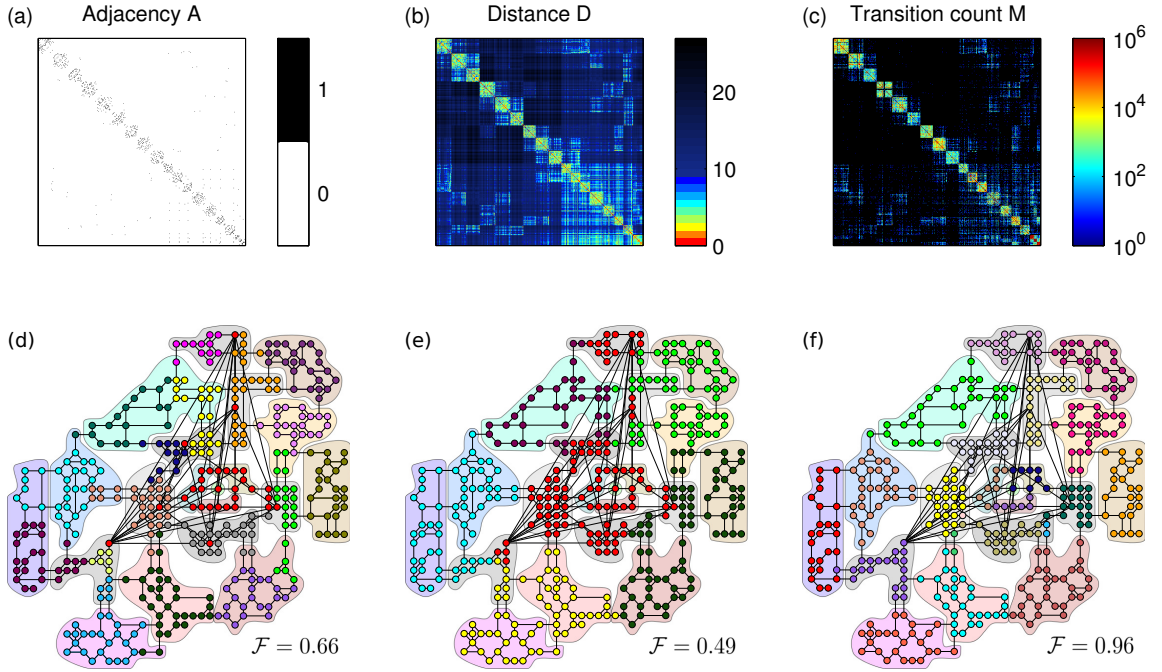 (a) Adjacency A
1
0
(b) Distance D
20
10
0
(c) Transition count M
10^6
10^4
10^2
10^0
(d)
F = 0.66
(e)
F = 0.49
(f)
F = 0.96